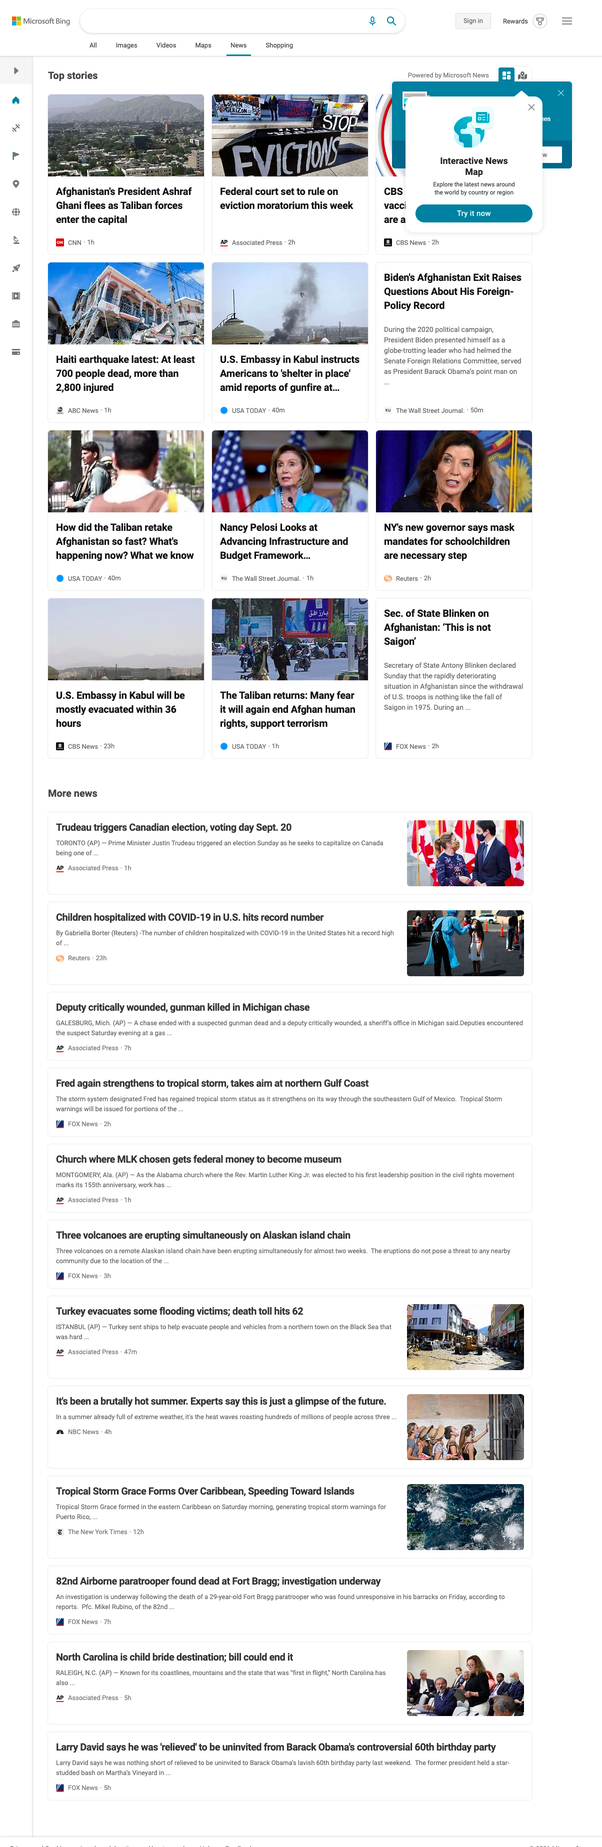 Microsoft Bing
Sign in
Rewards
All
Images
Videos
Maps
News
Shopping
Top stories
Powered by Microsoft News
Interactive News
Map
Explore the latest news around
the world by country or region
Try it now
STOP
EVICTIONS
Afghanistan's President Ashraf
Ghani flees as Taliban forces
enter the capital
CNN · 1h
Federal court set to rule on
eviction moratorium this week
AP Associated Press · 2h
CBS
vacci
are a
CBS News · 2h
Haiti earthquake latest: At least
700 people dead, more than
2,800 injured
ABC News · 1h
U.S. Embassy in Kabul instructs
Americans to 'shelter in place'
amid reports of gunfire at...
USA TODAY · 40m
Biden's Afghanistan Exit Raises
Questions About His Foreign-
Policy Record
During the 2020 political campaign,
President Biden presented himself as a
globe-trotting leader who had helmed the
Senate Foreign Relations Committee, served
as President Barack Obama's point man on
...
The Wall Street Journal. · 50m
How did the Taliban retake
Afghanistan so fast? What's
happening now? What we know
USA TODAY · 40m
Nancy Pelosi Looks at
Advancing Infrastructure and
Budget Framework...
The Wall Street Journal. · 1h
NY's new governor says mask
mandates for schoolchildren
are necessary step
Reuters · 2h
U.S. Embassy in Kabul will be
mostly evacuated within 36
hours
CBS News · 23h
The Taliban returns: Many fear
it will again end Afghan human
rights, support terrorism
USA TODAY · 1h
Sec. of State Blinken on
Afghanistan: 'This is not
Saigon'
Secretary of State Antony Blinken declared
Sunday that the rapidly deteriorating
situation in Afghanistan since the withdrawal
of U.S. troops is nothing like the fall of
Saigon in 1975. During an ...
FOX News · 2h
More news
Trudeau triggers Canadian election, voting day Sept. 20
TORONTO (AP) — Prime Minister Justin Trudeau triggered an election Sunday as he seeks to capitalize on Canada
being one of ...
AP Associated Press · 1h
Children hospitalized with COVID-19 in U.S. hits record number
By Gabriella Borter (Reuters) -The number of children hospitalized with COVID-19 in the United States hit a record high
of ...
Reuters · 23h
Deputy critically wounded, gunman killed in Michigan chase
GALESBURG, Mich. (AP) — A chase ended with a suspected gunman dead and a deputy critically wounded, a sheriff's office in Michigan said.Deputies encountered
the suspect Saturday evening at a gas ...
AP Associated Press · 7h
Fred again strengthens to tropical storm, takes aim at northern Gulf Coast
The storm system designated Fred has regained tropical storm status as it strengthens on its way through the southeastern Gulf of Mexico. Tropical Storm
warnings will be issued for portions of the ...
FOX News · 2h
Church where MLK chosen gets federal money to become museum
MONTGOMERY, Ala. (AP) — As the Alabama church where the Rev. Martin Luther King Jr. was elected to his first leadership position in the civil rights movement
marks its 155th anniversary, work has ...
AP Associated Press · 1h
Three volcanoes are erupting simultaneously on Alaskan island chain
Three volcanoes on a remote Alaskan island chain have been erupting simultaneously for almost two weeks. The eruptions do not pose a threat to any nearby
community due to the location of the ...
FOX News · 3h
Turkey evacuates some flooding victims; death toll hits 62
ISTANBUL (AP) — Turkey sent ships to help evacuate people and vehicles from a northern town on the Black Sea that
was hard ...
AP Associated Press · 47m
It's been a brutally hot summer. Experts say this is just a glimpse of the future.
In a summer already full of extreme weather, it's the heat waves roasting hundreds of millions of people across three ...
NBC News · 4h
Tropical Storm Grace Forms Over Caribbean, Speeding Toward Islands
Tropical Storm Grace formed in the eastern Caribbean on Saturday morning, generating tropical storm warnings for
Puerto Rico, ...
The New York Times · 12h
82nd Airborne paratrooper found dead at Fort Bragg; investigation underway
An investigation is underway following the death of a 29-year-old Fort Bragg paratrooper who was found unresponsive in his barracks on Friday, according to
reports. Pfc. Mikel Rubino, of the 82nd ...
FOX News · 7h
North Carolina is child bride destination; bill could end it
RALEIGH, N.C. (AP) — Known for its coastlines, mountains and the state that was "first in flight," North Carolina has
also ...
AP Associated Press · 5h
Larry David says he was 'relieved' to be uninvited from Barack Obama's controversial 60th birthday party
Larry David says he was nothing short of relieved to be uninvited to Barack Obama's lavish 60th birthday party last weekend. The former president held a star-
studded bash on Martha's Vineyard in ...
FOX News · 5h